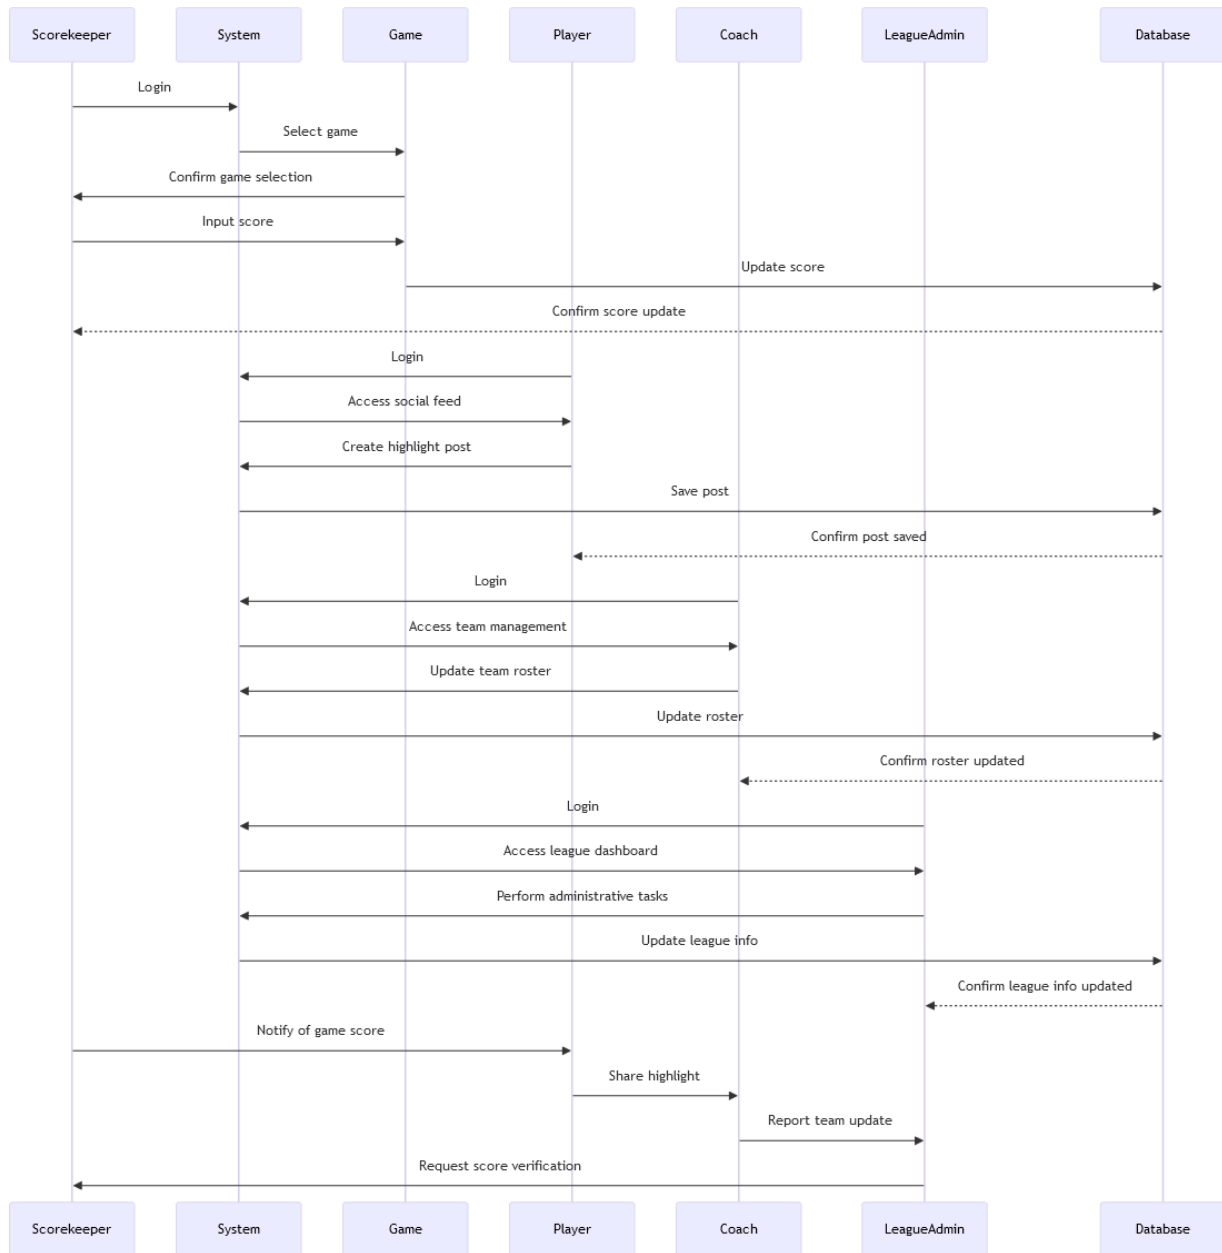 Scorekeeper System Game Player Coach LeagueAdmin Database
Login
Select game
Confirm game selection
Input score
Update score
Confirm score update
Login
Access social feed
Create highlight post
Save post
Confirm post saved
Login
Access team management
Update team roster
Update roster
Confirm roster updated
Login
Access league dashboard
Perform administrative tasks
Update league info
Confirm league info updated
Notify of game score
Share highlight
Report team update
Request score verification
Scorekeeper System Game Player Coach LeagueAdmin Database